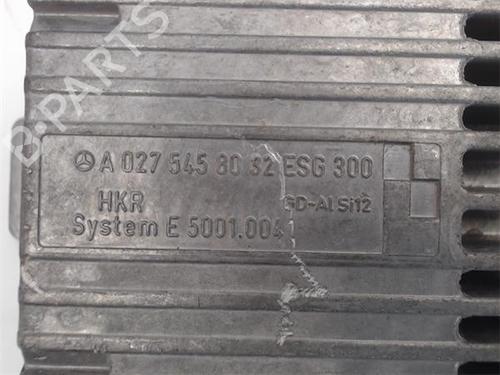 B-PARTS
A 027 545 80 32 ESG 300
HKR GD-AlSi12
System E 5001.0041